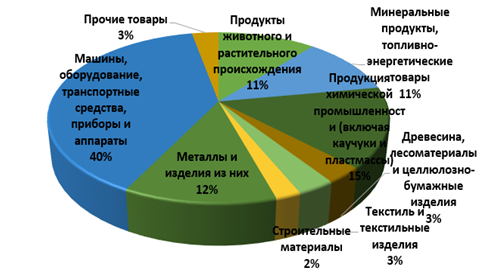 Прочие товары
3%
Продукты
животного и
растительного
происхождения
11%
Минеральные
продукты,
топливно-
энергетические
товары
11%
Продукция
химической
промышленност
и (включая
каучуки и
пластмассы)
15%
Древесина,
лесоматериалы
и целлюлозно-
бумажные
изделия
3%
Текстиль и
текстильные
изделия
3%
Строительные
материалы
2%
Металлы и
изделия из них
12%
Машины,
оборудование,
транспортные
средства,
приборы и
аппараты
40%